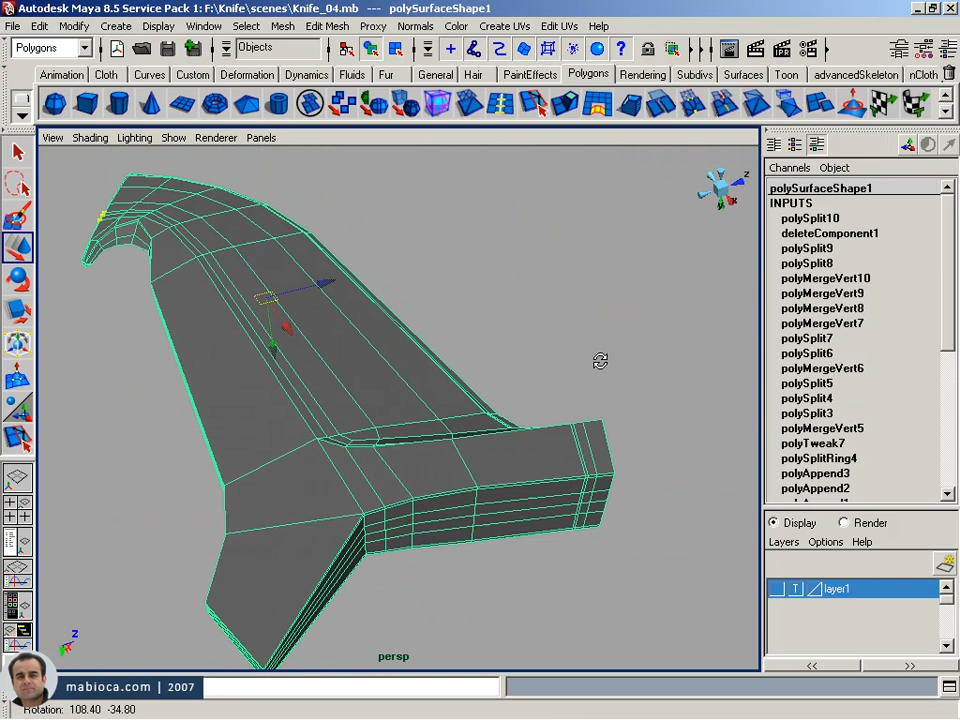 Autodesk Maya 8.5 Service Pack 1: F:\Knife\scenes\Knife_04.mb --- polySurfaceShape1
File Edit Modify Create Display Window Select Mesh Edit Mesh Proxy Normals Color Create UVs Edit UVs Help
Polygons Objects
Animation Cloth Curves Custom Deformation Dynamics Fluids Fur General Hair PaintEffects Polygons Rendering Subdivs Surfaces Toon advancedSkeleton nCloth
View Shading Lighting Show Renderer Panels
Channels Object
polySurfaceShape1
INPUTS
polySplit10
deleteComponent1
polySplit9
polySplit8
polyMergeVert10
polyMergeVert9
polyMergeVert8
polyMergeVert7
polySplit7
polySplit6
polyMergeVert6
polySplit5
polySplit4
polySplit3
polyMergeVert5
polyTweak7
polySplitRing4
polyAppend3
polyAppend2
Display Render
Layers Options Help
T layer1
<< >>
z
x
z
persp
mabioca.com | 2007
Rotation: 108.40 -34.80